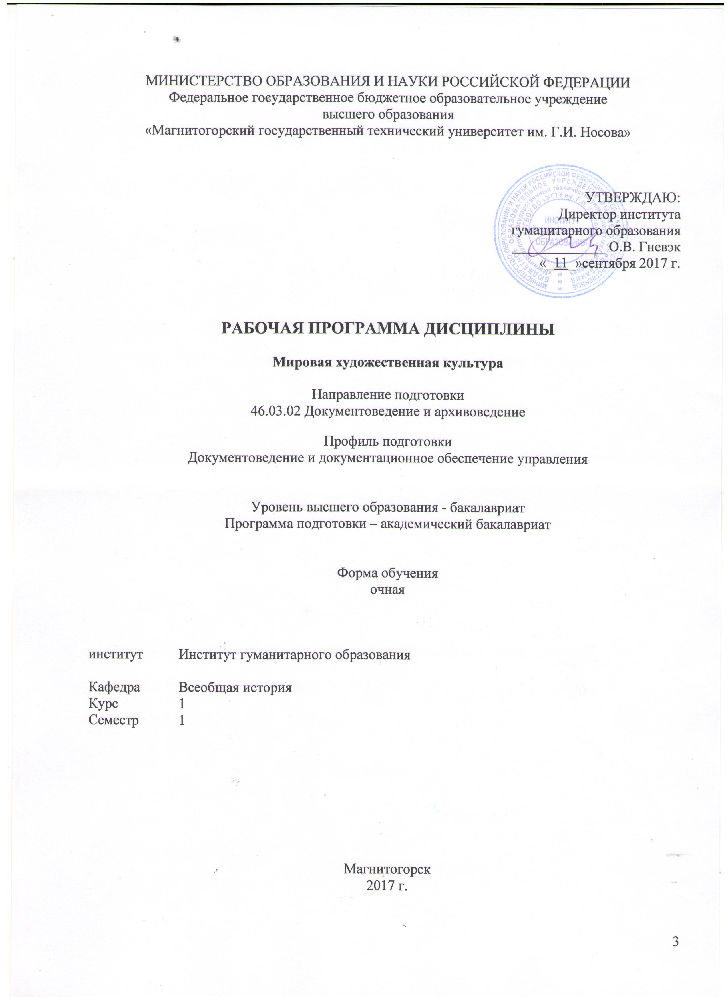 МИНИСТЕРСТВО ОБРАЗОВАНИЯ И НАУКИ РОССИЙСКОЙ ФЕДЕРАЦИИ
Федеральное государственное бюджетное образовательное учреждение
высшего образования
«Магнитогорский государственный технический университет им. Г.И. Носова»
УТВЕРЖДАЮ:
Директор института
гуманитарного образования
О.В. Гневэк
«_11_»сентября 2017 г.
ИНСТИТУТ
ОБРАЗОВАНИЯ
РАБОЧАЯ ПРОГРАММА ДИСЦИПЛИНЫ
Мировая художественная культура
Направление подготовки
46.03.02 Документоведение и архивоведение
Профиль подготовки
Документоведение и документационное обеспечение управления
Уровень высшего образования - бакалавриат
Программа подготовки – академический бакалавриат
Форма обучения
очная
институт Институт гуманитарного образования
Кафедра Всеобщая история
Курс 1
Семестр 1
Магнитогорск
2017 г.
3